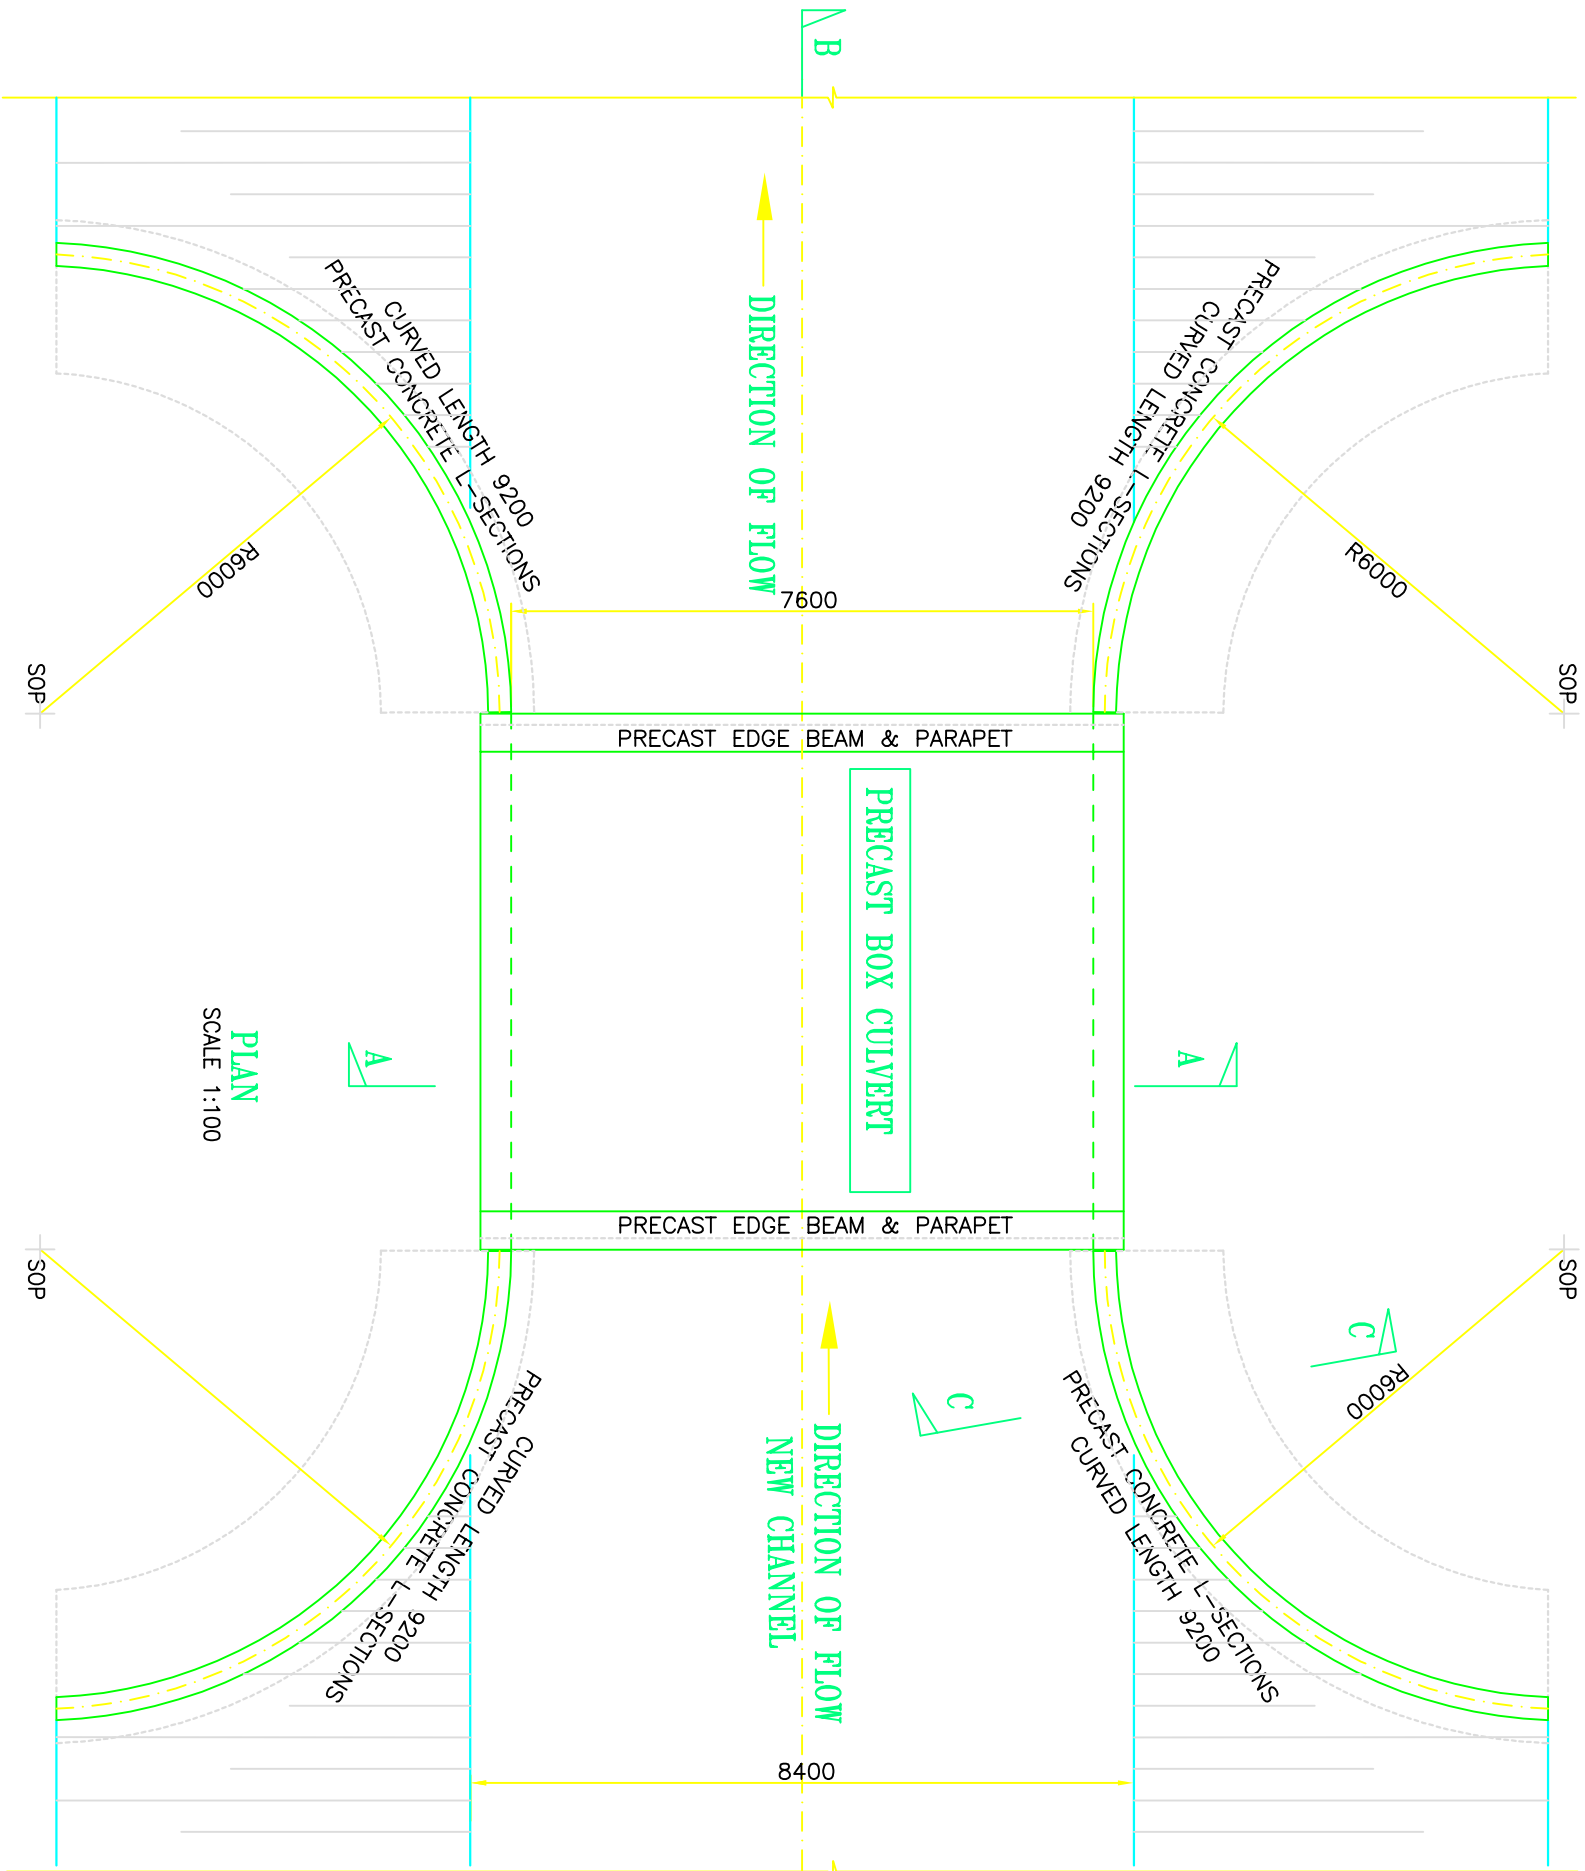 B
PRECAST CONCRETE L-SECTIONS
CURVED LENGTH 9200
PRECAST CONCRETE L-SECTIONS
CURVED LENGTH 9200
DIRECTION OF FLOW
R6000
R6000
7600
SOP
SOP
PRECAST EDGE BEAM & PARAPET
PRECAST BOX CULVERT
PLAN
SCALE 1:100
A
A
PRECAST EDGE BEAM & PARAPET
SOP
SOP
C
C
R6000
DIRECTION OF FLOW
NEW CHANNEL
PRECAST CONCRETE L-SECTIONS
CURVED LENGTH 9200
PRECAST CONCRETE L-SECTIONS
CURVED LENGTH 9200
8400